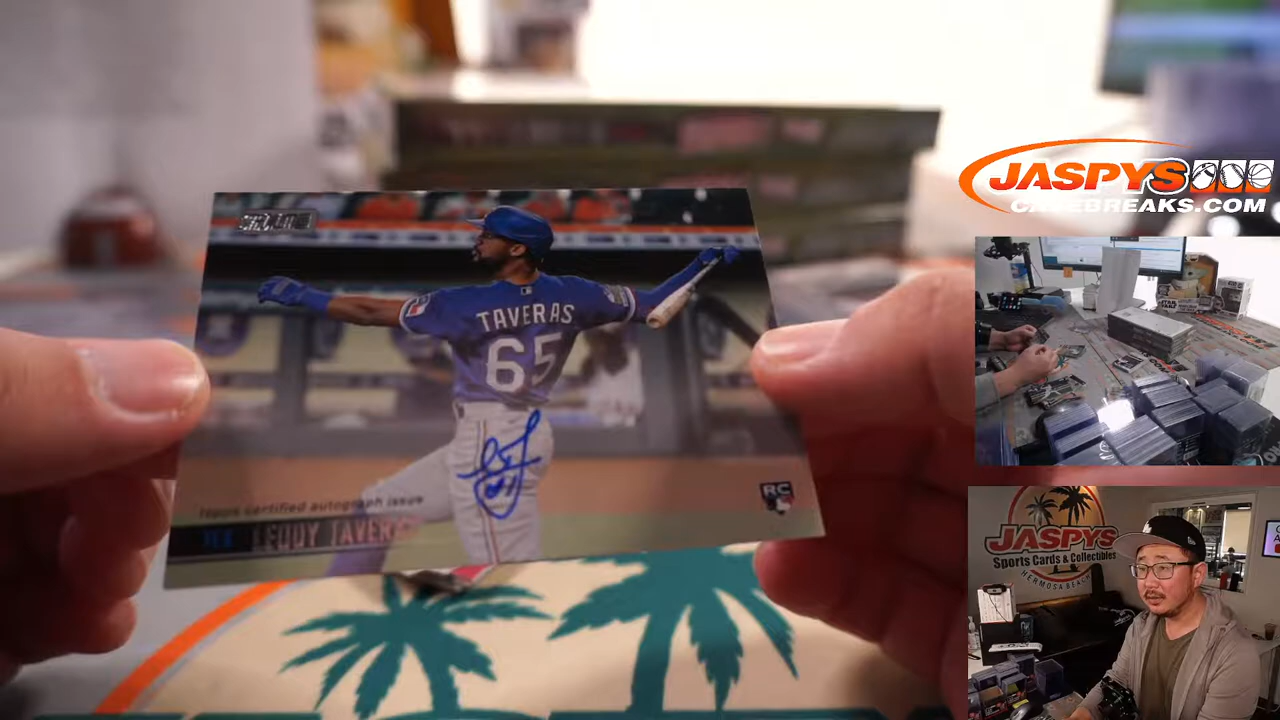 JASPYS
CASEBREAKS.COM
TAVERAS
65
Topps certified autograph issue
LEODY TAVERAS
RC
JASPYS
Sports Cards & Collectibles
HERMOSA BEACH